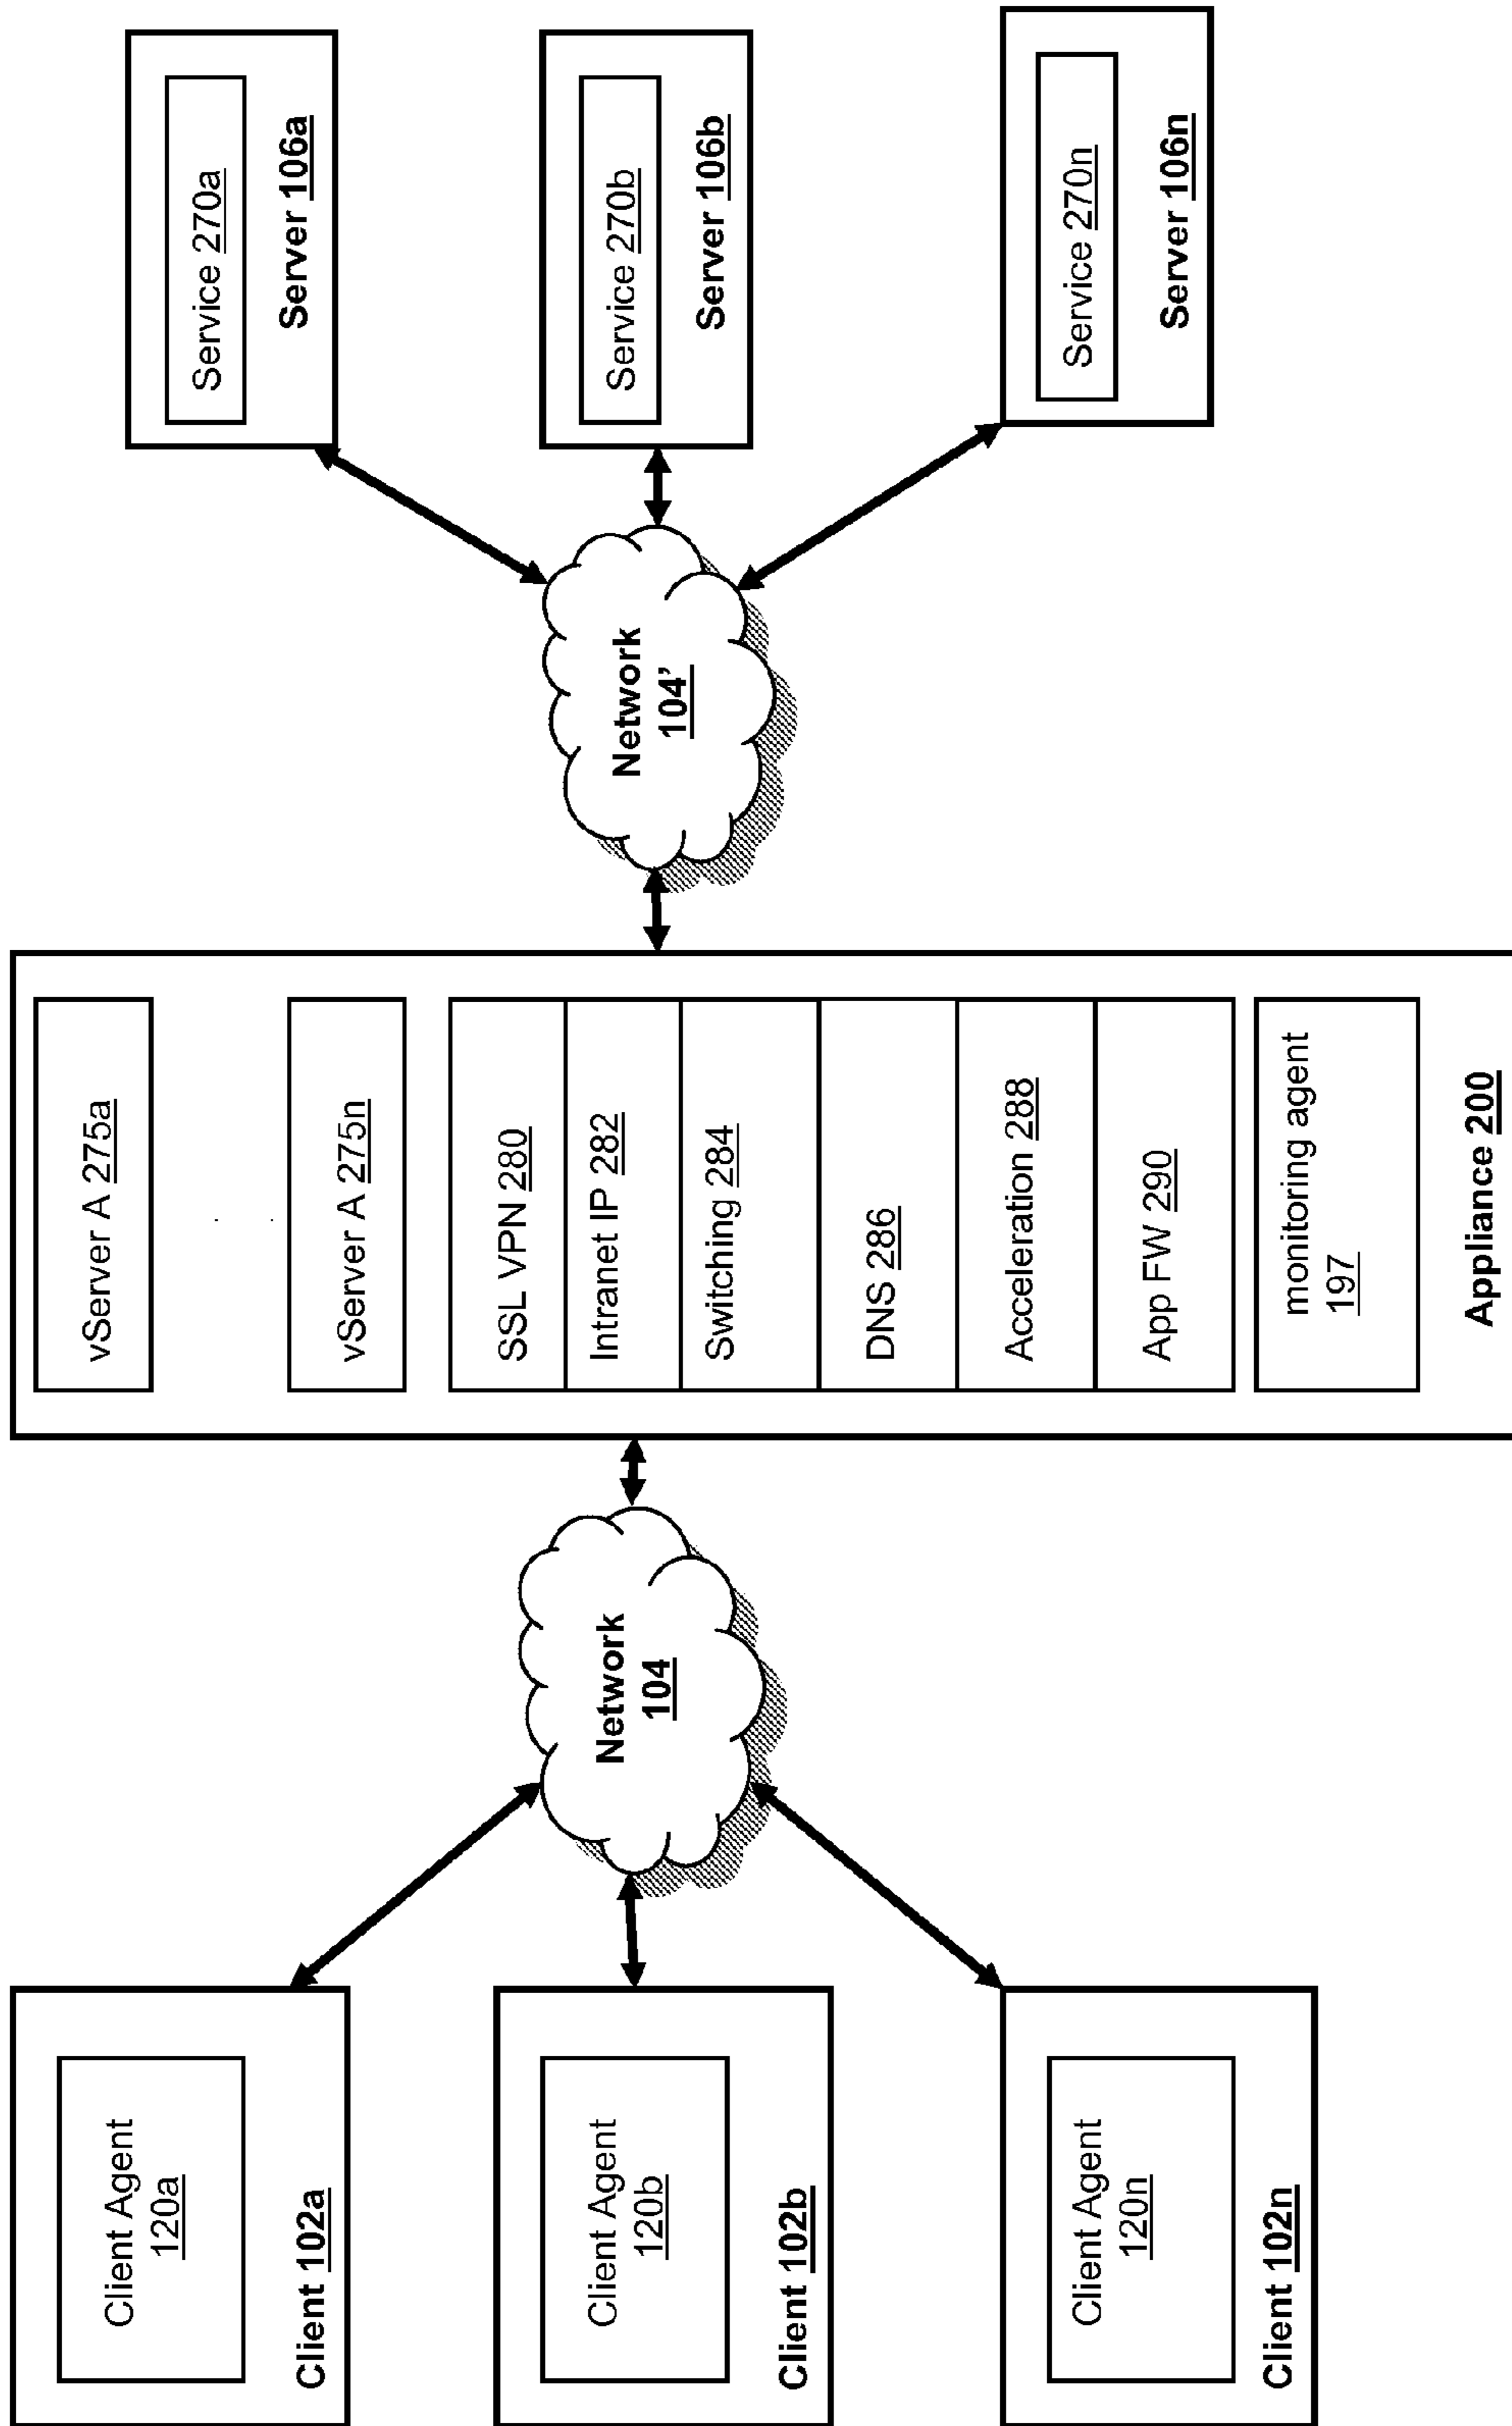 Client Agent
120a
Client 102a
Client Agent
120b
Client 102b
Client Agent
120n
Client 102n
Network
104
vServer A 275a
vServer A 275n
SSL VPN 280
Intranet IP 282
Switching 284
DNS 286
Acceleration 288
App FW 290
monitoring agent
197
Appliance 200
Network
104’
Service 270a
Server 106a
Service 270b
Server 106b
Service 270n
Server 106n